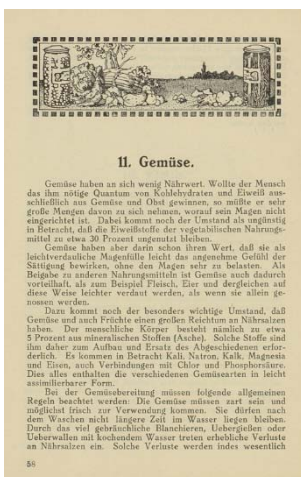 11. Gemüse.
Gemüse haben an sich wenig Nährwert. Wollte der Mensch
das ihm nötige Quantum von Kohlehydraten und Eiweiß aus-
schließlich aus Gemüse und Obst gewinnen, so müßte er sehr
große Mengen davon zu sich nehmen, worauf sein Magen nicht
eingerichtet ist. Dabei kommt noch der Umstand als ungünstig
in Betracht, daß die Eiweißstoffe der vegetabilischen Nahrungs-
mittel zu etwa 30 Prozent ungenutzt bleiben.
Gemüse haben aber darin schon ihren Wert, daß sie als
leichtverdauliche Magenfülle leicht das angenehme Gefühl der
Sättigung bewirken, ohne den Magen sehr zu belasten. Als
Beigabe zu anderen Nahrungsmitteln ist Gemüse auch dadurch
vorteilhaft, als zum Beispiel Fleisch, Eier und dergleichen auf
diese Weise leichter verdaut werden, als wenn sie allein ge-
nossen werden.
Dazu kommt noch der besonders wichtige Umstand, daß
Gemüse und auch Früchte einen großen Reichtum an Nährsalzen
haben. Der menschliche Körper besteht nämlich zu etwa
5 Prozent aus mineralischen Stoffen (Asche). Solche Stoffe sind
ihm daher zum Aufbau und Ersatz des Abgeschiedenen erfor-
derlich. Es kommen in Betracht Kali, Natron, Kalk, Magnesia
und Eisen, auch Verbindungen mit Chlor und Phosphorsäure.
Dies alles enthalten die verschiedenen Gemüsearten in leicht
assimilierbarer Form.
Bei der Gemüsebereitung müssen folgende allgemeinen
Regeln beachtet werden: Die Gemüse müssen zart sein und
möglichst frisch zur Verwendung kommen. Sie dürfen nach
dem Waschen nicht längere Zeit im Wasser liegen bleiben.
Durch das viel gebräuchliche Blanchieren, Uebergießen oder
Ueberwallen mit kochendem Wasser treten erhebliche Verluste
an Nährsalzen ein. Solche Verluste werden indes wesentlich
58